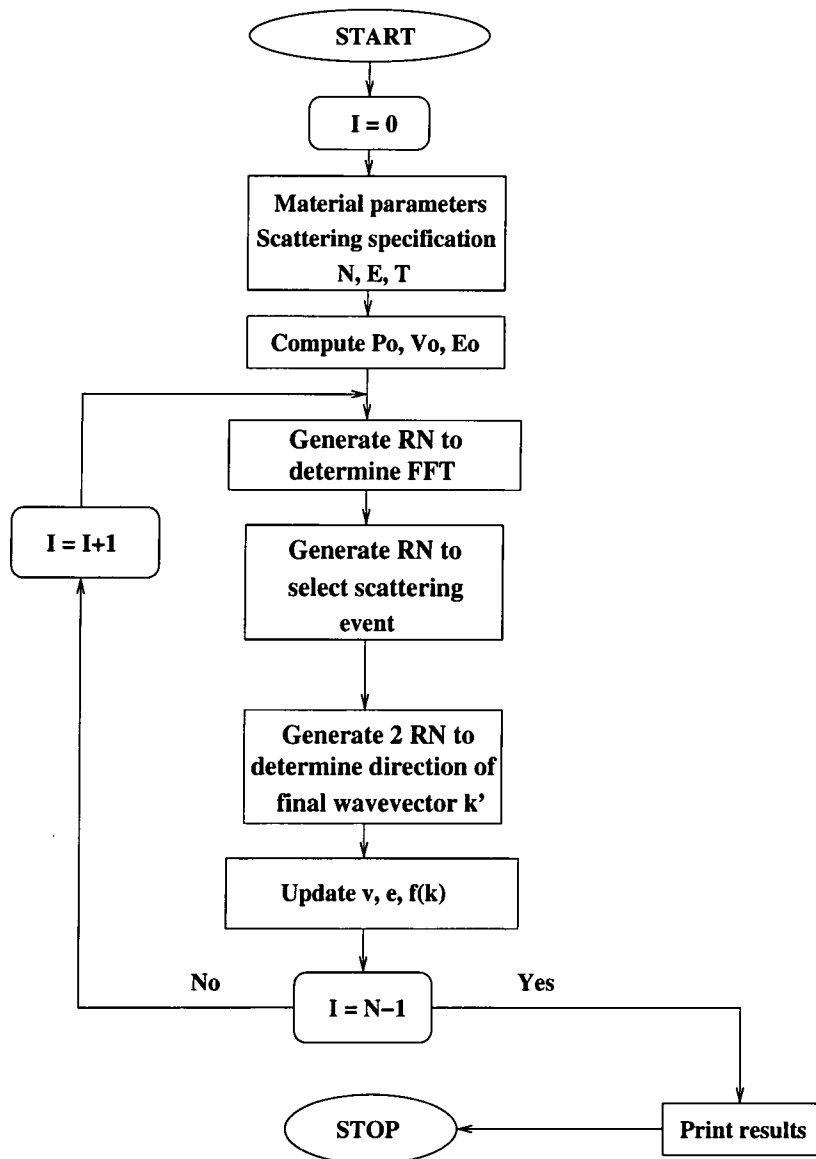 START
I = 0
Material parameters
Scattering specification
N, E, T
Compute Po, Vo, Eo
Generate RN to
determine FFT
I = I+1
Generate RN to
select scattering
event
Generate 2 RN to
determine direction of
final wavevector k’
Update v, e, f(k)
No
Yes
I = N−1
STOP
Print results